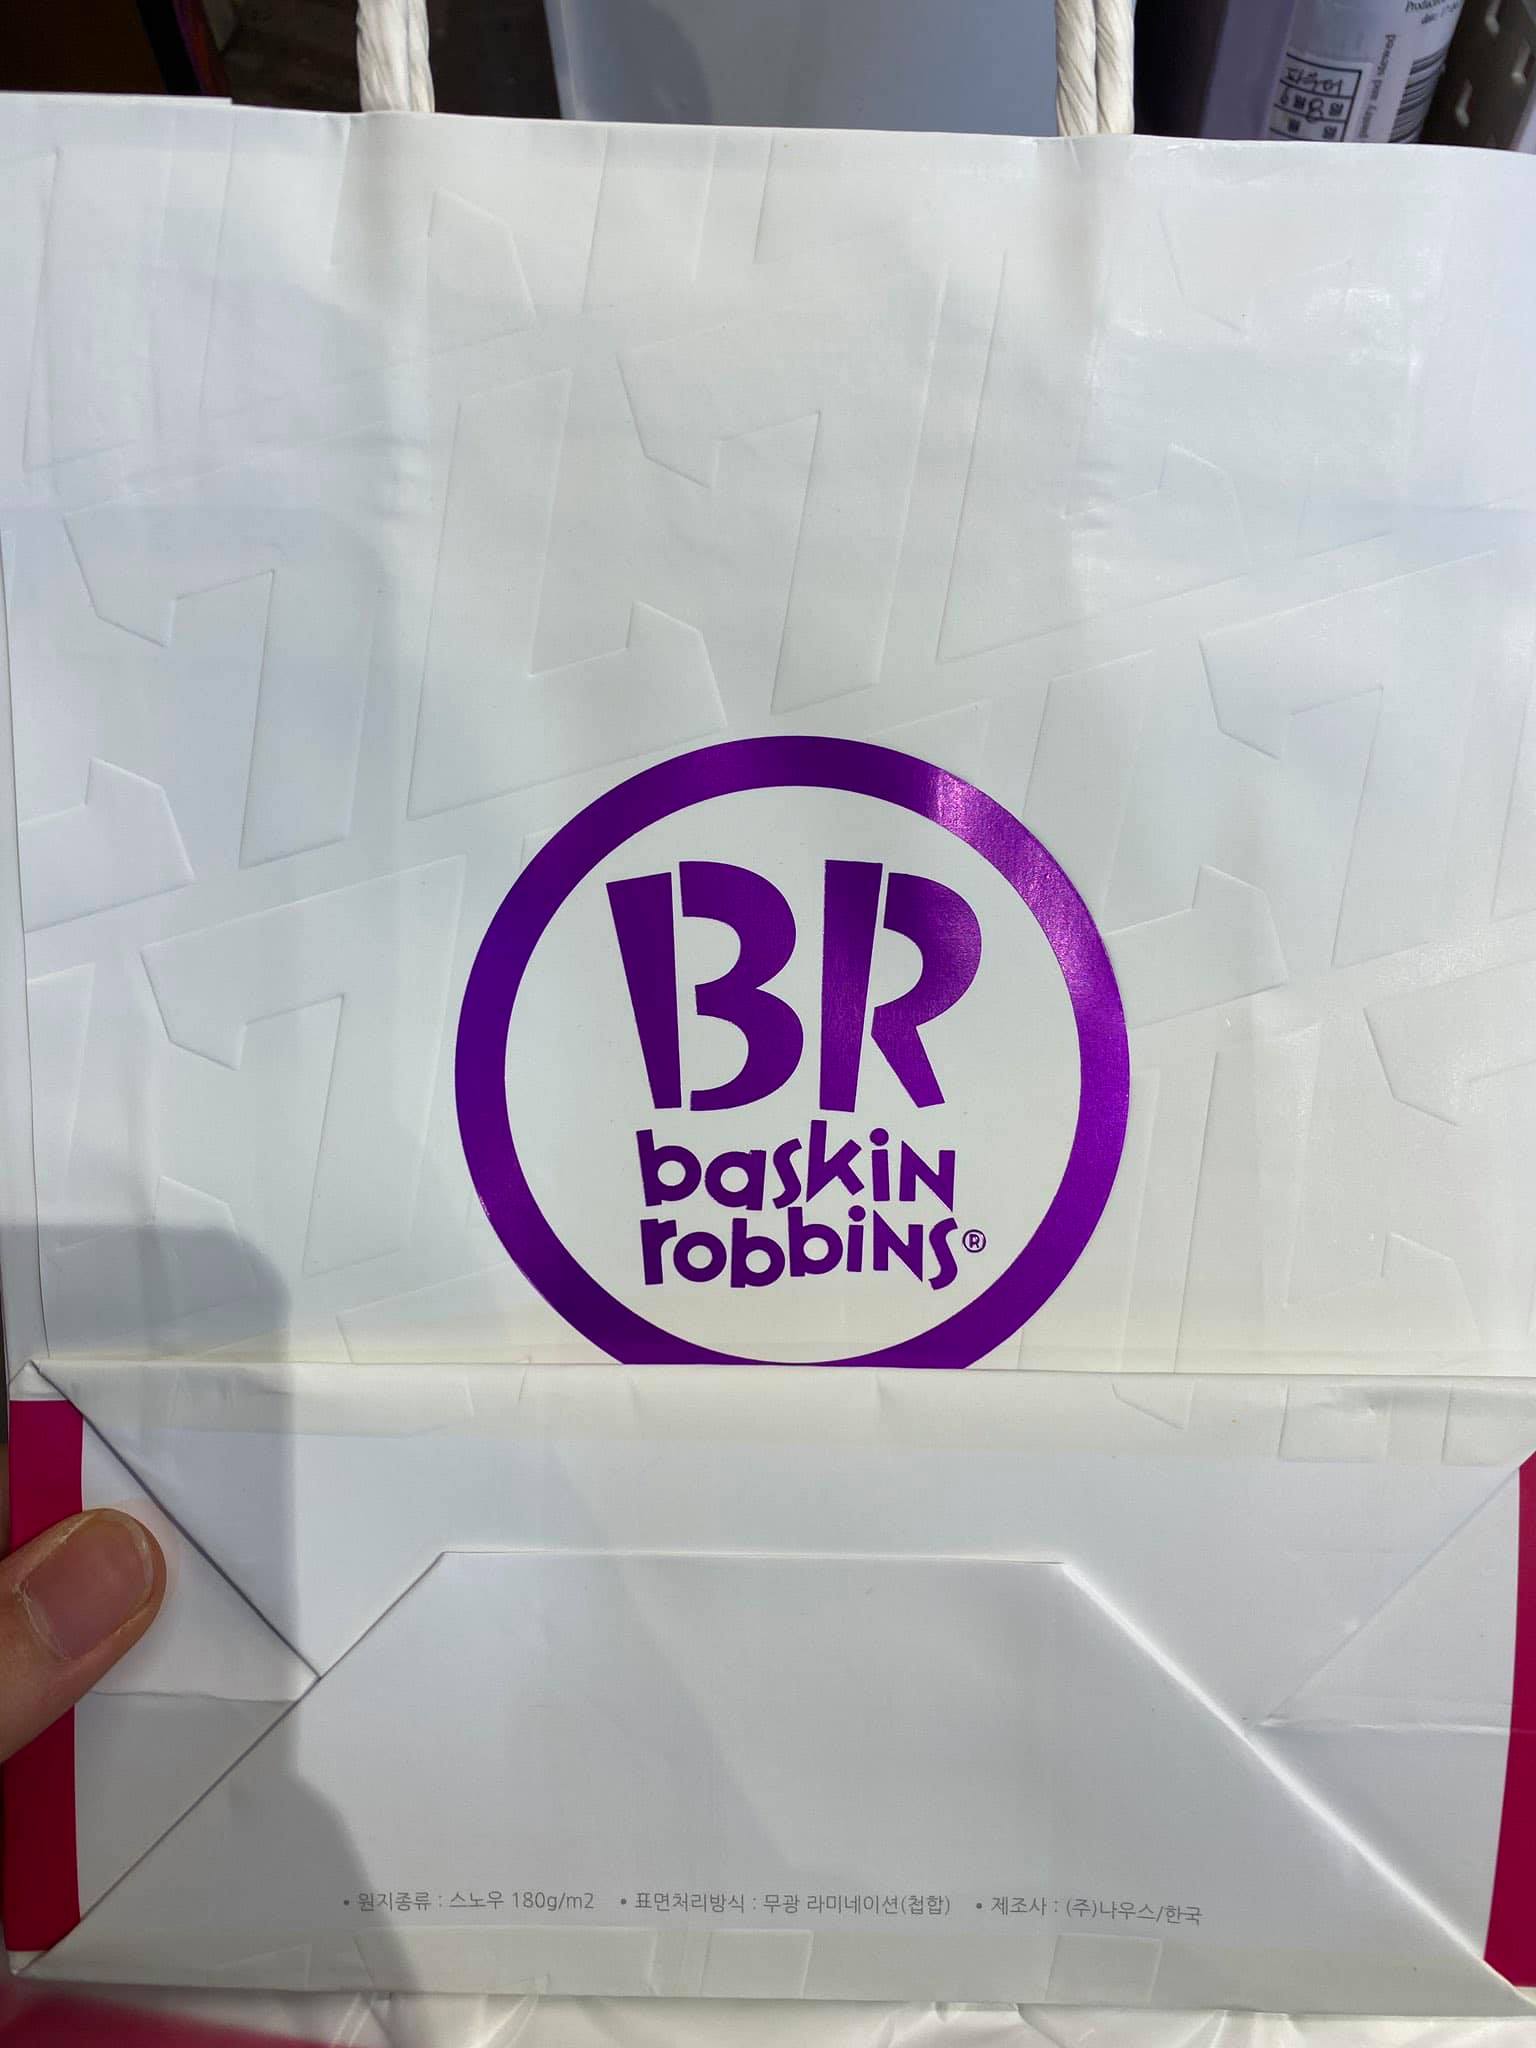 BR
baskin
robbins®
• 원지종류 : 스노우 180g/m2 • 표면처리방식 : 무광 라미네이션(첩합) • 제조사 : (주)나우스/한국